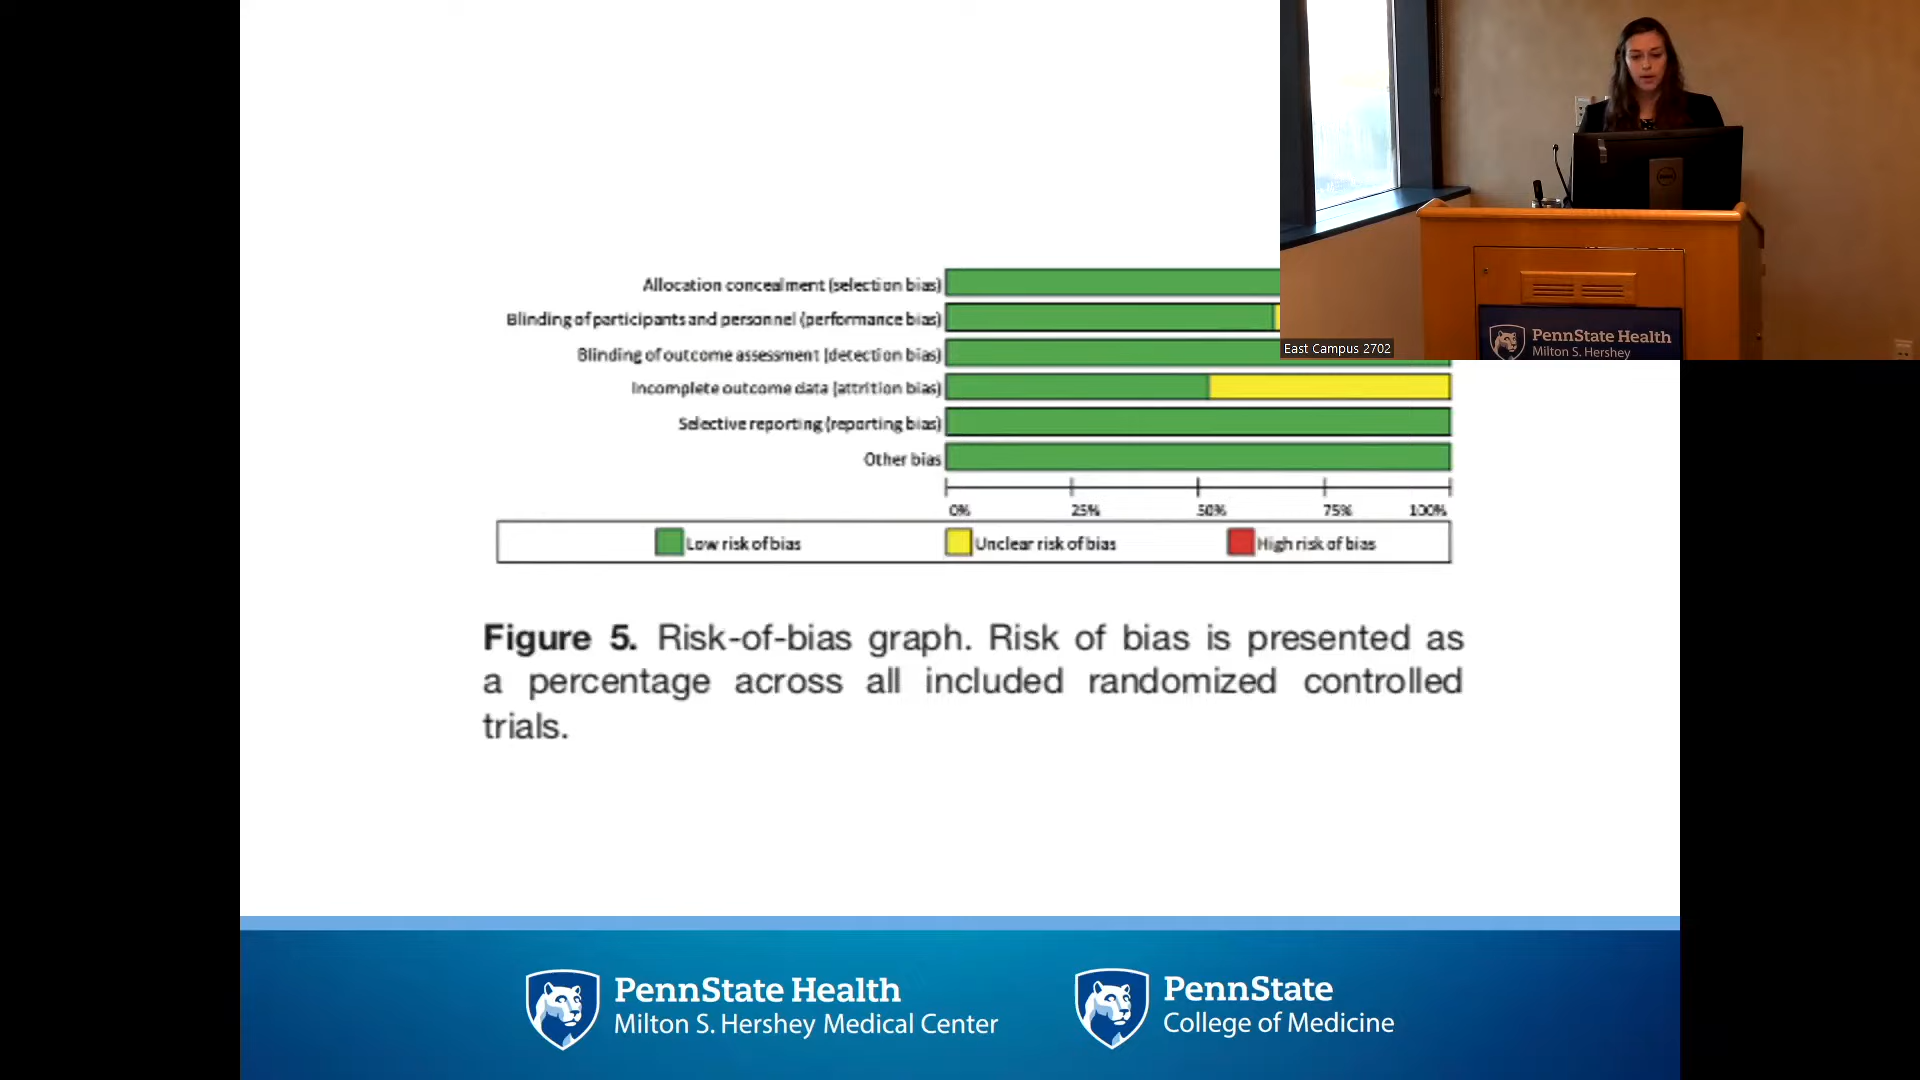 Allocation concealment (selection bias)
Blinding of participants and personnel (performance bias)
Blinding of outcome assessment (detection bias)
Incomplete outcome data (attrition bias)
Selective reporting (reporting bias)
Other bias
0% 25% 50% 75% 100%
Low risk of bias Unclear risk of bias High risk of bias
Figure 5. Risk-of-bias graph. Risk of bias is presented as
a percentage across all included randomized controlled
trials.
PennState Health
Milton S. Hershey Medical Center
PennState
College of Medicine
East Campus 2702
DELL
PennState Health
Milton S. Hershey